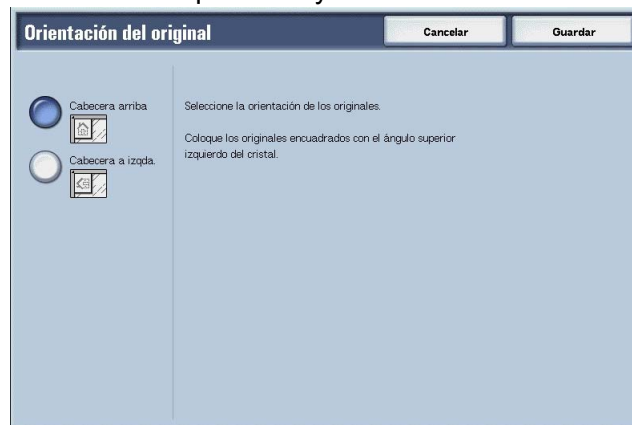 Orientación del original
Cancelar
Guardar
Cabecera arriba
Seleccione la orientación de los originales.
Coloque los originales encuadrados con el ángulo superior
izquierdo del cristal.
Cabecera a izqda.